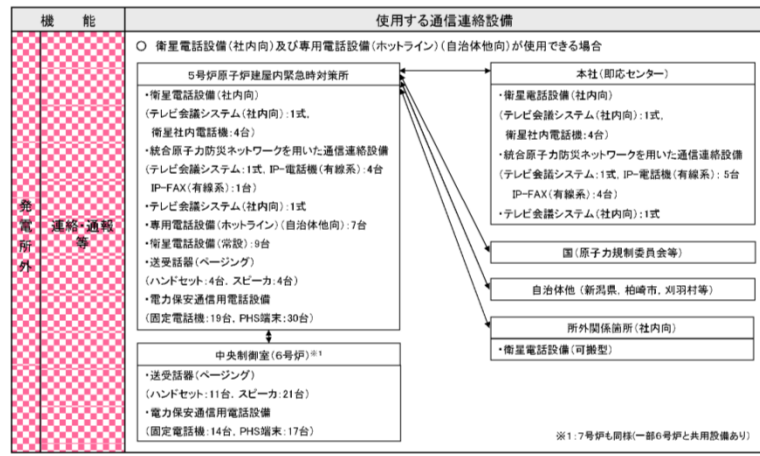 機 能
使用する通信連絡設備
発電所外
連絡・通報等
○ 衛星電話設備(社内向)及び専用電話設備(ホットライン)(自治体他向)が使用できる場合
5号炉原子炉建屋内緊急時対策所
・衛星電話設備(社内向)
(テレビ会議システム(社内向):1式,
衛星社内電話機:4台)
・統合原子力防災ネットワークを用いた通信連絡設備
(テレビ会議システム:1式, IP-電話機(有線系):4台
IP-FAX(有線系):1台)
・テレビ会議システム(社内向):1式
・専用電話設備(ホットライン)(自治体他向):7台
・衛星電話設備(常設):9台
・送受話器(ページング)
(ハンドセット:4台, スピーカ:4台)
・電力保安通信用電話設備
(固定電話機:19台, PHS端末:30台)
中央制御室(6号炉)※1
・送受話器(ページング)
(ハンドセット:11台, スピーカ:21台)
・電力保安通信用電話設備
(固定電話機:14台, PHS端末:17台)
本社(即応センター)
・衛星電話設備(社内向)
(テレビ会議システム(社内向):1式,
衛星社内電話機:4台)
・統合原子力防災ネットワークを用いた通信連絡設備
(テレビ会議システム:1式, IP-電話機(有線系): 5台
IP-FAX(有線系):4台)
・テレビ会議システム(社内向):1式
国(原子力規制委員会等)
自治体他 (新潟県, 柏崎市, 刈羽村等)
所外関係箇所(社内向)
・衛星電話設備(可搬型)
※1:7号炉も同様(一部6号炉と共用設備あり)